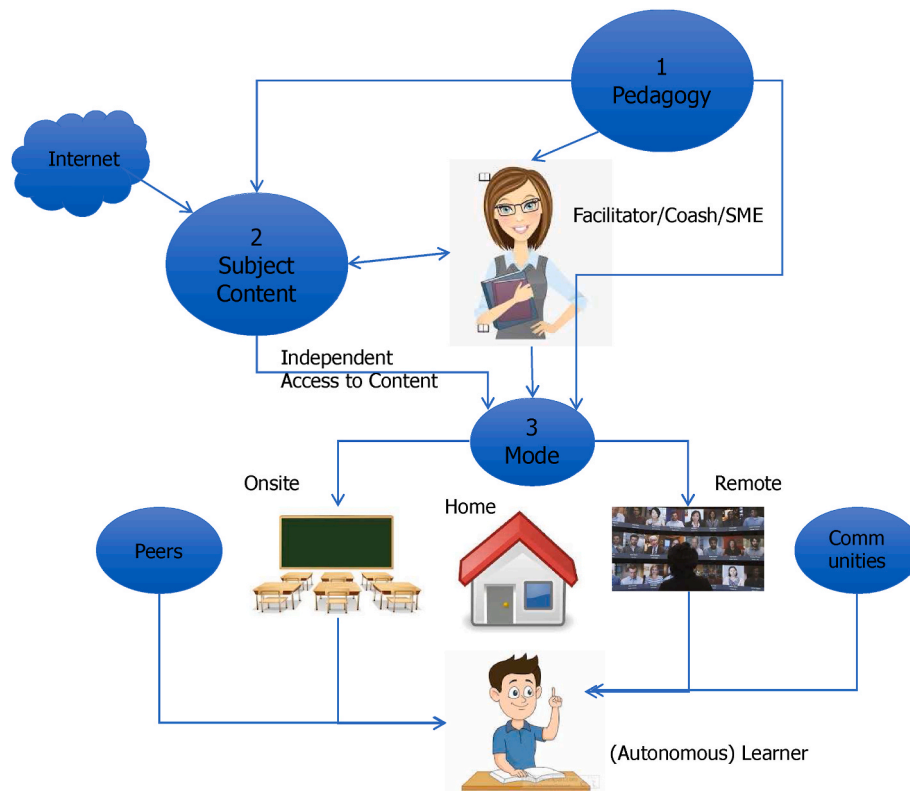 1
Pedagogy
Internet
Facilitator/Coash/SME
2
Subject
Content
Independent
Access to Content
3
Mode
Onsite
Home
Remote
Peers
Comm
unities
(Autonomous) Learner